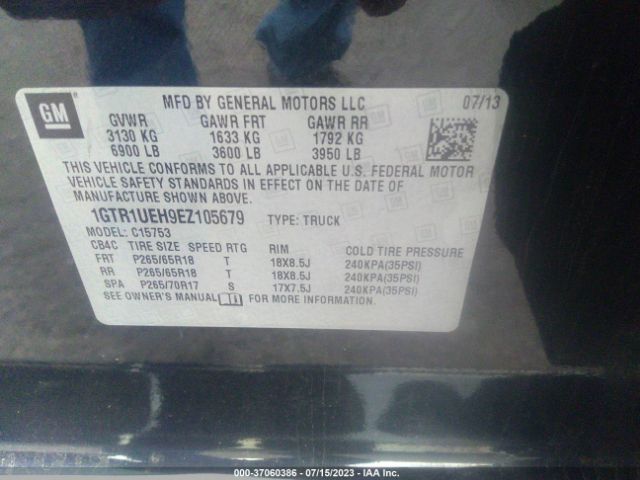 GM
MFD BY GENERAL MOTORS LLC 07/13
GVWR GAWR FRT GAWR RR
3130 KG 1633 KG 1792 KG
6900 LB 3600 LB 3950 LB
THIS VEHICLE CONFORMS TO ALL APPLICABLE U.S. FEDERAL MOTOR
VEHICLE SAFETY STANDARDS IN EFFECT ON THE DATE OF
MANUFACTURE SHOWN ABOVE.
1GTR1UEH9EZ105679 TYPE: TRUCK
MODEL: C15753
CB4C TIRE SIZE SPEED RTG RIM COLD TIRE PRESSURE
FRT P265/65R18 T 18X8.5J 240KPA(35PSI)
RR P265/65R18 T 18X8.5J 240KPA(35PSI)
SPA P265/70R17 S 17X7.5J 240KPA(35PSI)
SEE OWNER'S MANUAL FOR MORE INFORMATION.
000-37060386 - 07/15/2023 - IAA Inc.